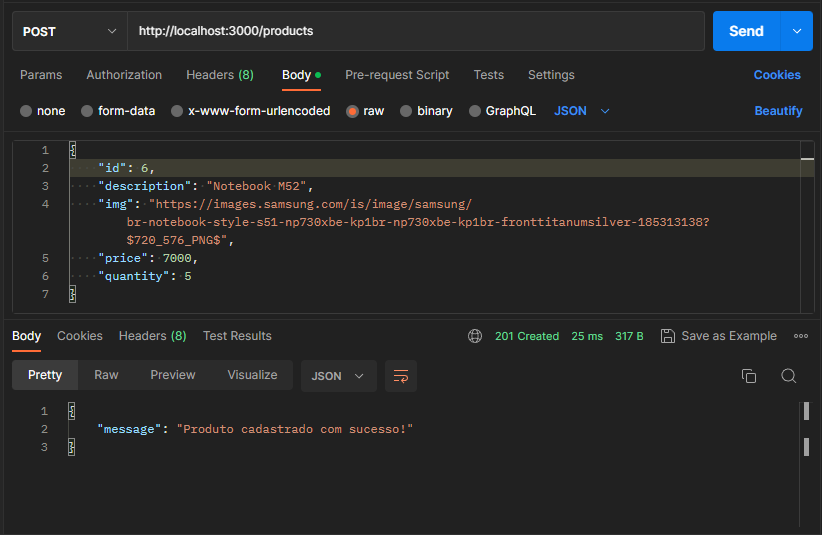 POST http://localhost:3000/products Send
Params Authorization Headers (8) Body Pre-request Script Tests Settings Cookies
none form-data x-www-form-urlencoded raw binary GraphQL JSON Beautify
1 {
2 "id": 6,
3 "description": "Notebook M52",
4 "img": "https://images.samsung.com/is/image/samsung/
br-notebook-style-s51-np730xbe-kp1br-np730xbe-kp1br-fronttitanumsilver-185313138?
$720_576_PNG$",
5 "price": 7000,
6 "quantity": 5
7 }
Body Cookies Headers (8) Test Results 201 Created 25 ms 317 B Save as Example
Pretty Raw Preview Visualize JSON
1 {
2 "message": "Produto cadastrado com sucesso!"
3 }